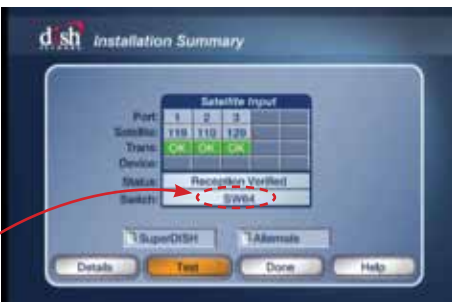 dish Installation Summary
Satellite Input
Port 1 2 3
Satellite 119 110 129
Trans OK OK OK
Device
Status Reception Verified
Switch SW64
SuperDISH Alternate
Details Test Done Help